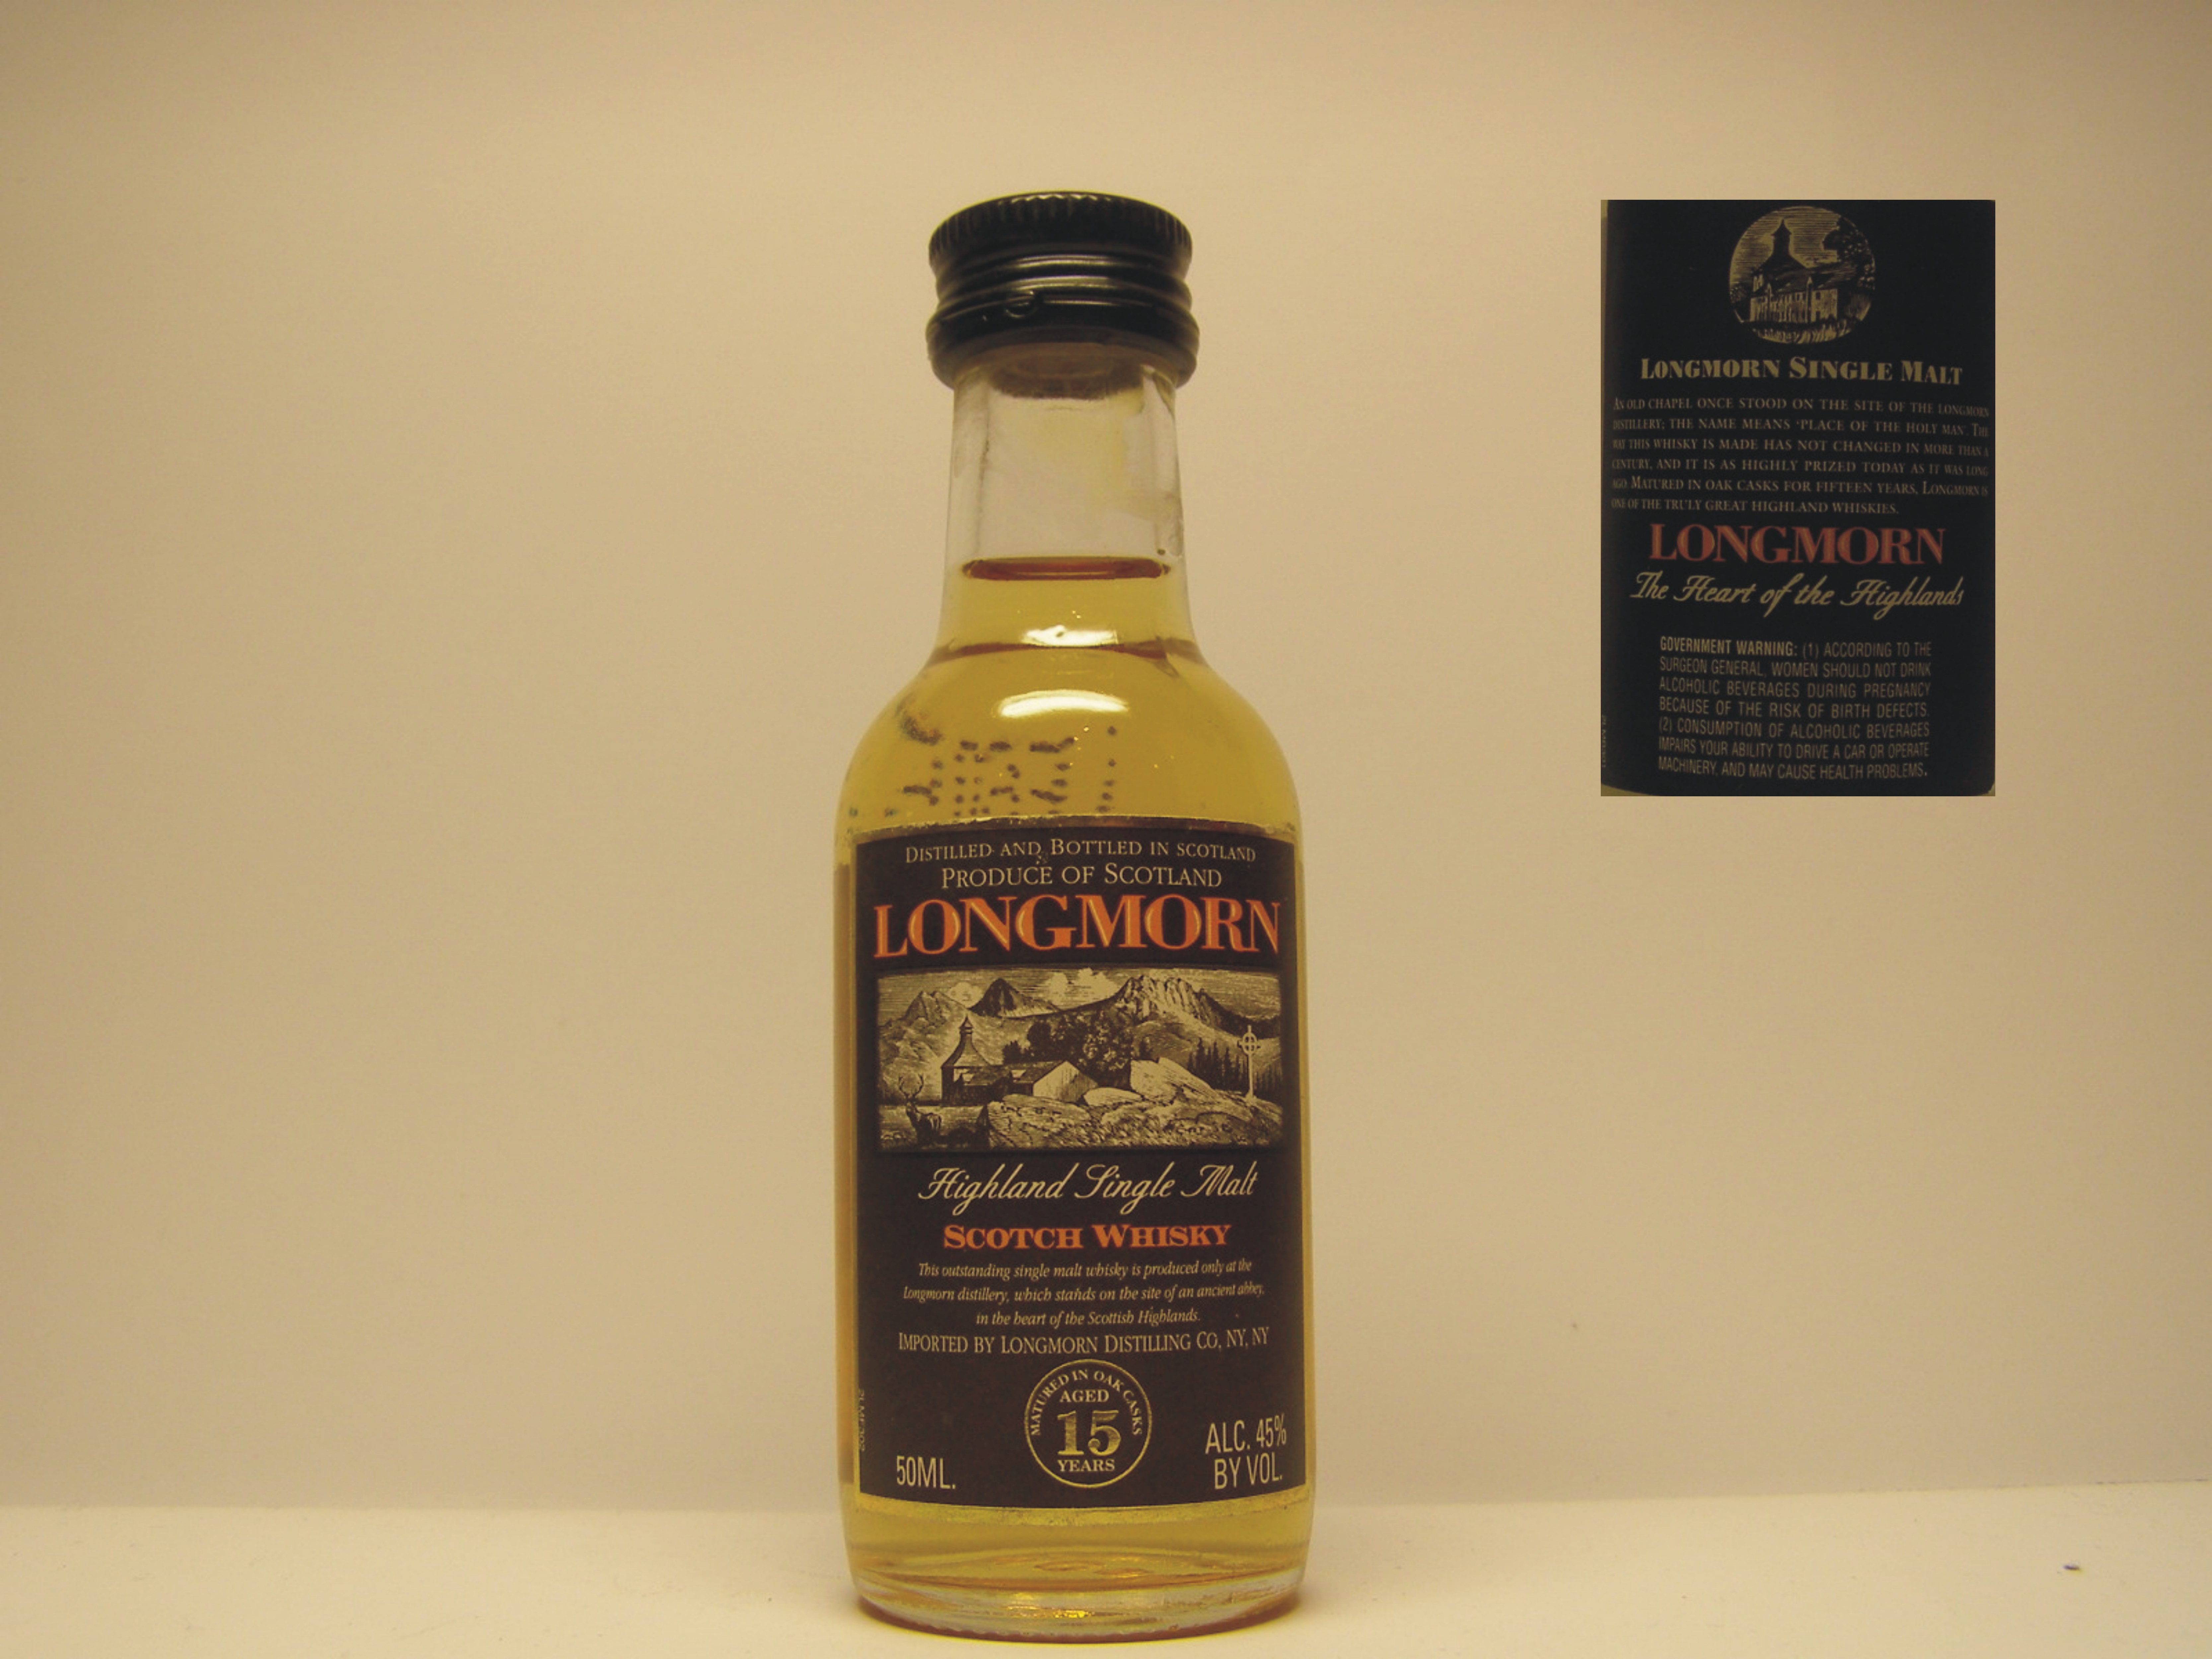 DISTILLED AND BOTTLED IN SCOTLAND
PRODUCE OF SCOTLAND
LONGMORN
Highland Single Malt
SCOTCH WHISKY
This outstanding single malt whisky is produced only at the
Longmorn distillery, which stands on the site of an ancient abbey,
in the heart of the Scottish Highlands.
IMPORTED BY LONGMORN DISTILLING CO, NY, NY
MATURED IN OAK CASKS
AGED
15
YEARS
50ML.
ALC. 45%
BY VOL.
LONGMORN SINGLE MALT
AN OLD CHAPEL ONCE STOOD ON THE SITE OF THE LONGMORN
DISTILLERY; THE NAME MEANS 'PLACE OF THE HOLY MAN'. THE
WAY THIS WHISKY IS MADE HAS NOT CHANGED IN MORE THAN A
CENTURY, AND IT IS AS HIGHLY PRIZED TODAY AS IT WAS LONG
AGO. MATURED IN OAK CASKS FOR FIFTEEN YEARS, LONGMORN IS
ONE OF THE TRULY GREAT HIGHLAND WHISKIES.
LONGMORN
The Heart of the Highlands
GOVERNMENT WARNING: (1) ACCORDING TO THE
SURGEON GENERAL, WOMEN SHOULD NOT DRINK
ALCOHOLIC BEVERAGES DURING PREGNANCY
BECAUSE OF THE RISK OF BIRTH DEFECTS.
(2) CONSUMPTION OF ALCOHOLIC BEVERAGES
IMPAIRS YOUR ABILITY TO DRIVE A CAR OR OPERATE
MACHINERY, AND MAY CAUSE HEALTH PROBLEMS.